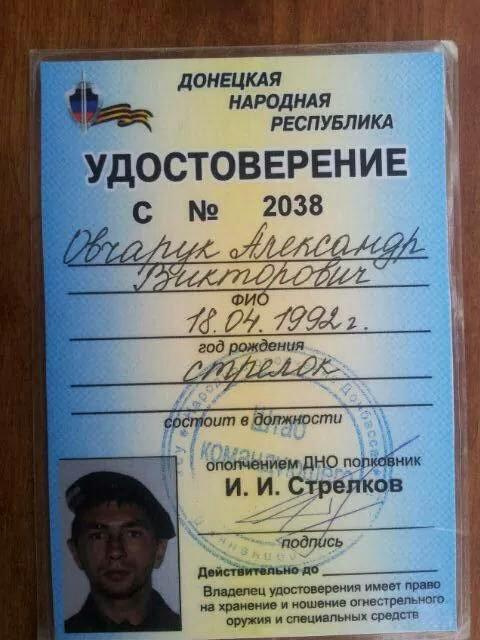 ДОНЕЦКАЯ
НАРОДНАЯ
РЕСПУБЛИКА
УДОСТОВЕРЕНИЕ
С № 2038
Овчарук Александр
Викторович
ФИО
18.04.1992 г.
год рождения
стрелок
состоит в должности
Штаб
командующего
ополчением ДНО полковник
И. И. Стрелков
подпись
Действительно до
Владелец удостоверения имеет право
на хранение и ношение огнестрельного
оружия и специальных средств